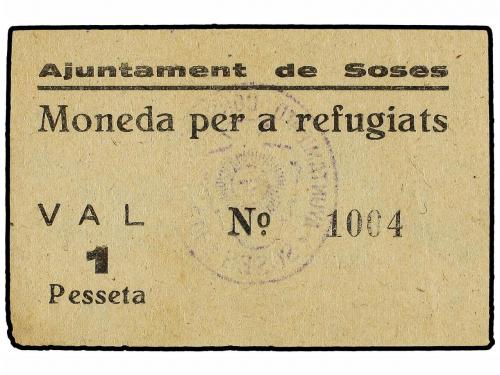 Ajuntament de Soses
Moneda per a refugiats
VAL Nº 1004
1
Pesseta